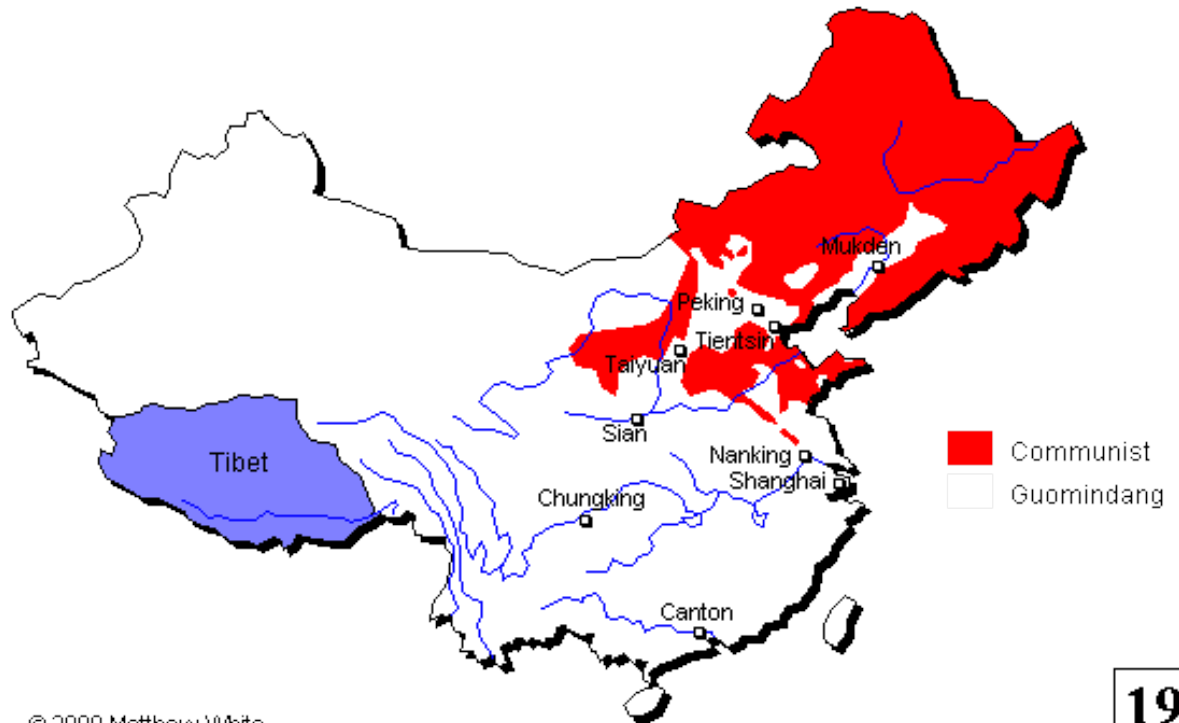 Mukden
Peking
Tientsin
Taiyuan
Sian
Tibet
Nanking
Shanghai
Chungking
Canton
Communist
Guomindang
19